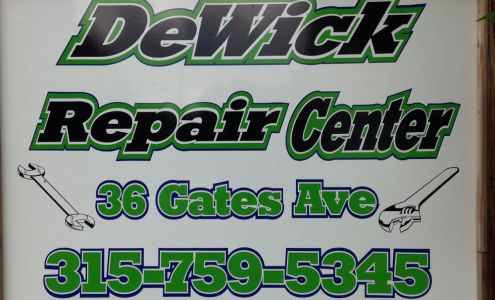 DeWick
Repair Center
36 Gates Ave
315-759-5345